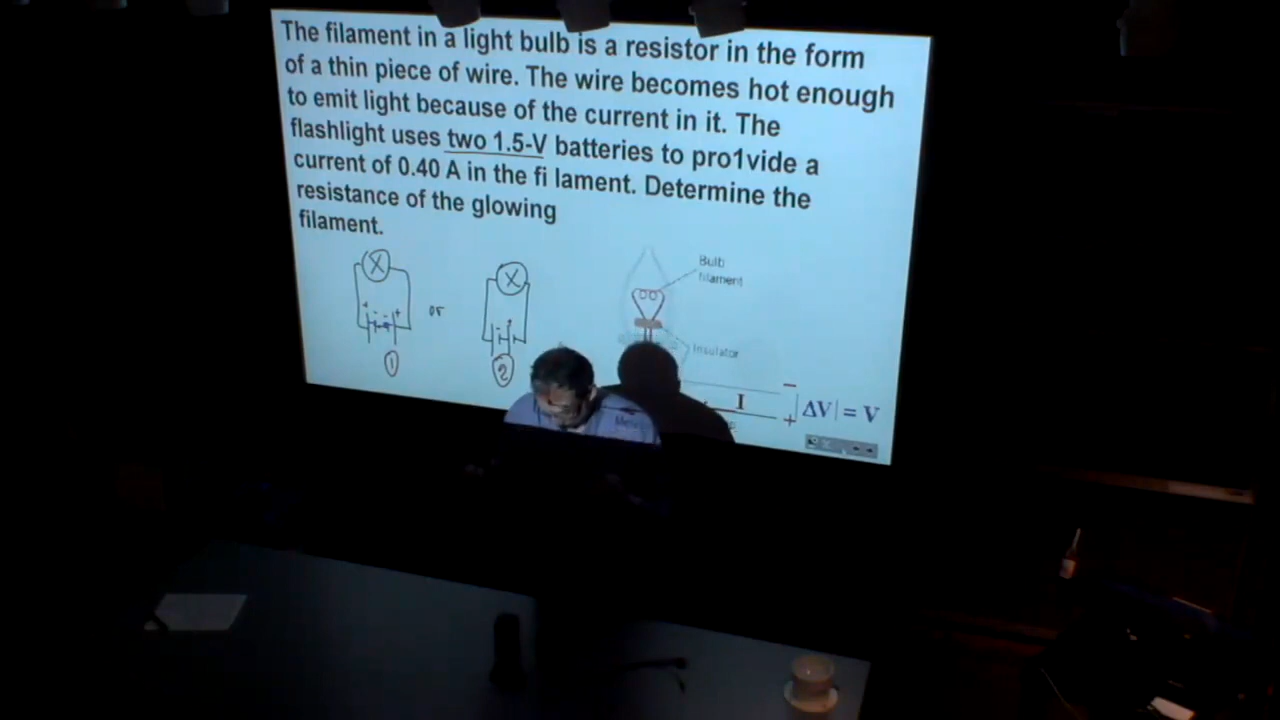 The filament in a light bulb is a resistor in the form
of a thin piece of wire. The wire becomes hot enough
to emit light because of the current in it. The
flashlight uses two 1.5-V batteries to pro1vide a
current of 0.40 A in the fi lament. Determine the
resistance of the glowing
filament.
X
or
X
Bulb
filament
+
- +
- +
1
2
Insulator
I
-
+
|ΔV| = V